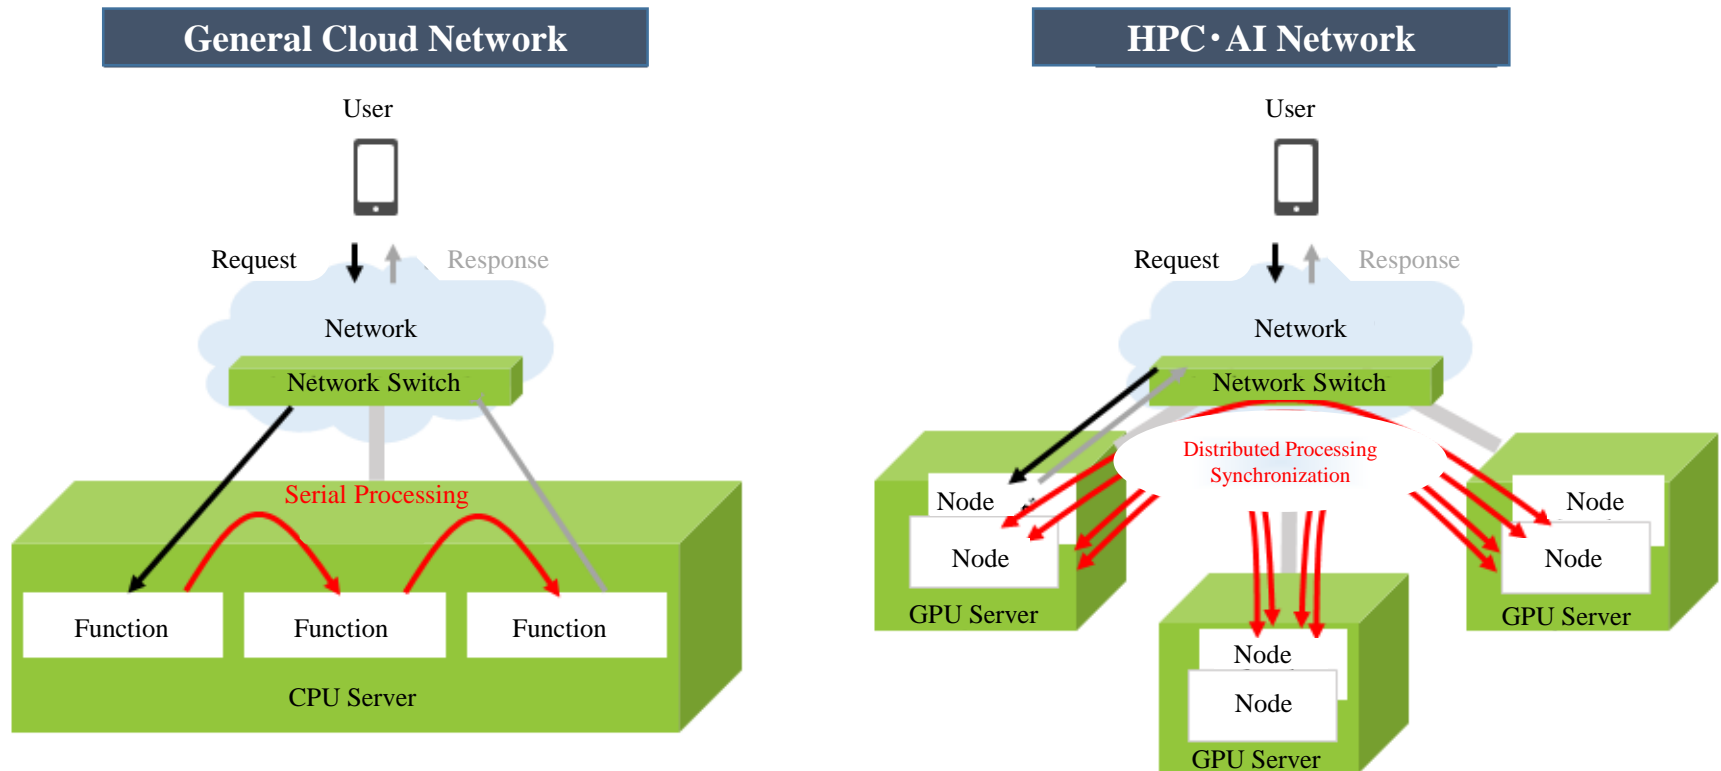 General Cloud Network
User
Request
Response
Network
Network Switch
Serial Processing
Function
Function
Function
CPU Server
HPC・AI Network
User
Request
Response
Network
Network Switch
Distributed Processing
Synchronization
Node
Node
GPU Server
Node
Node
GPU Server
Node
Node
GPU Server